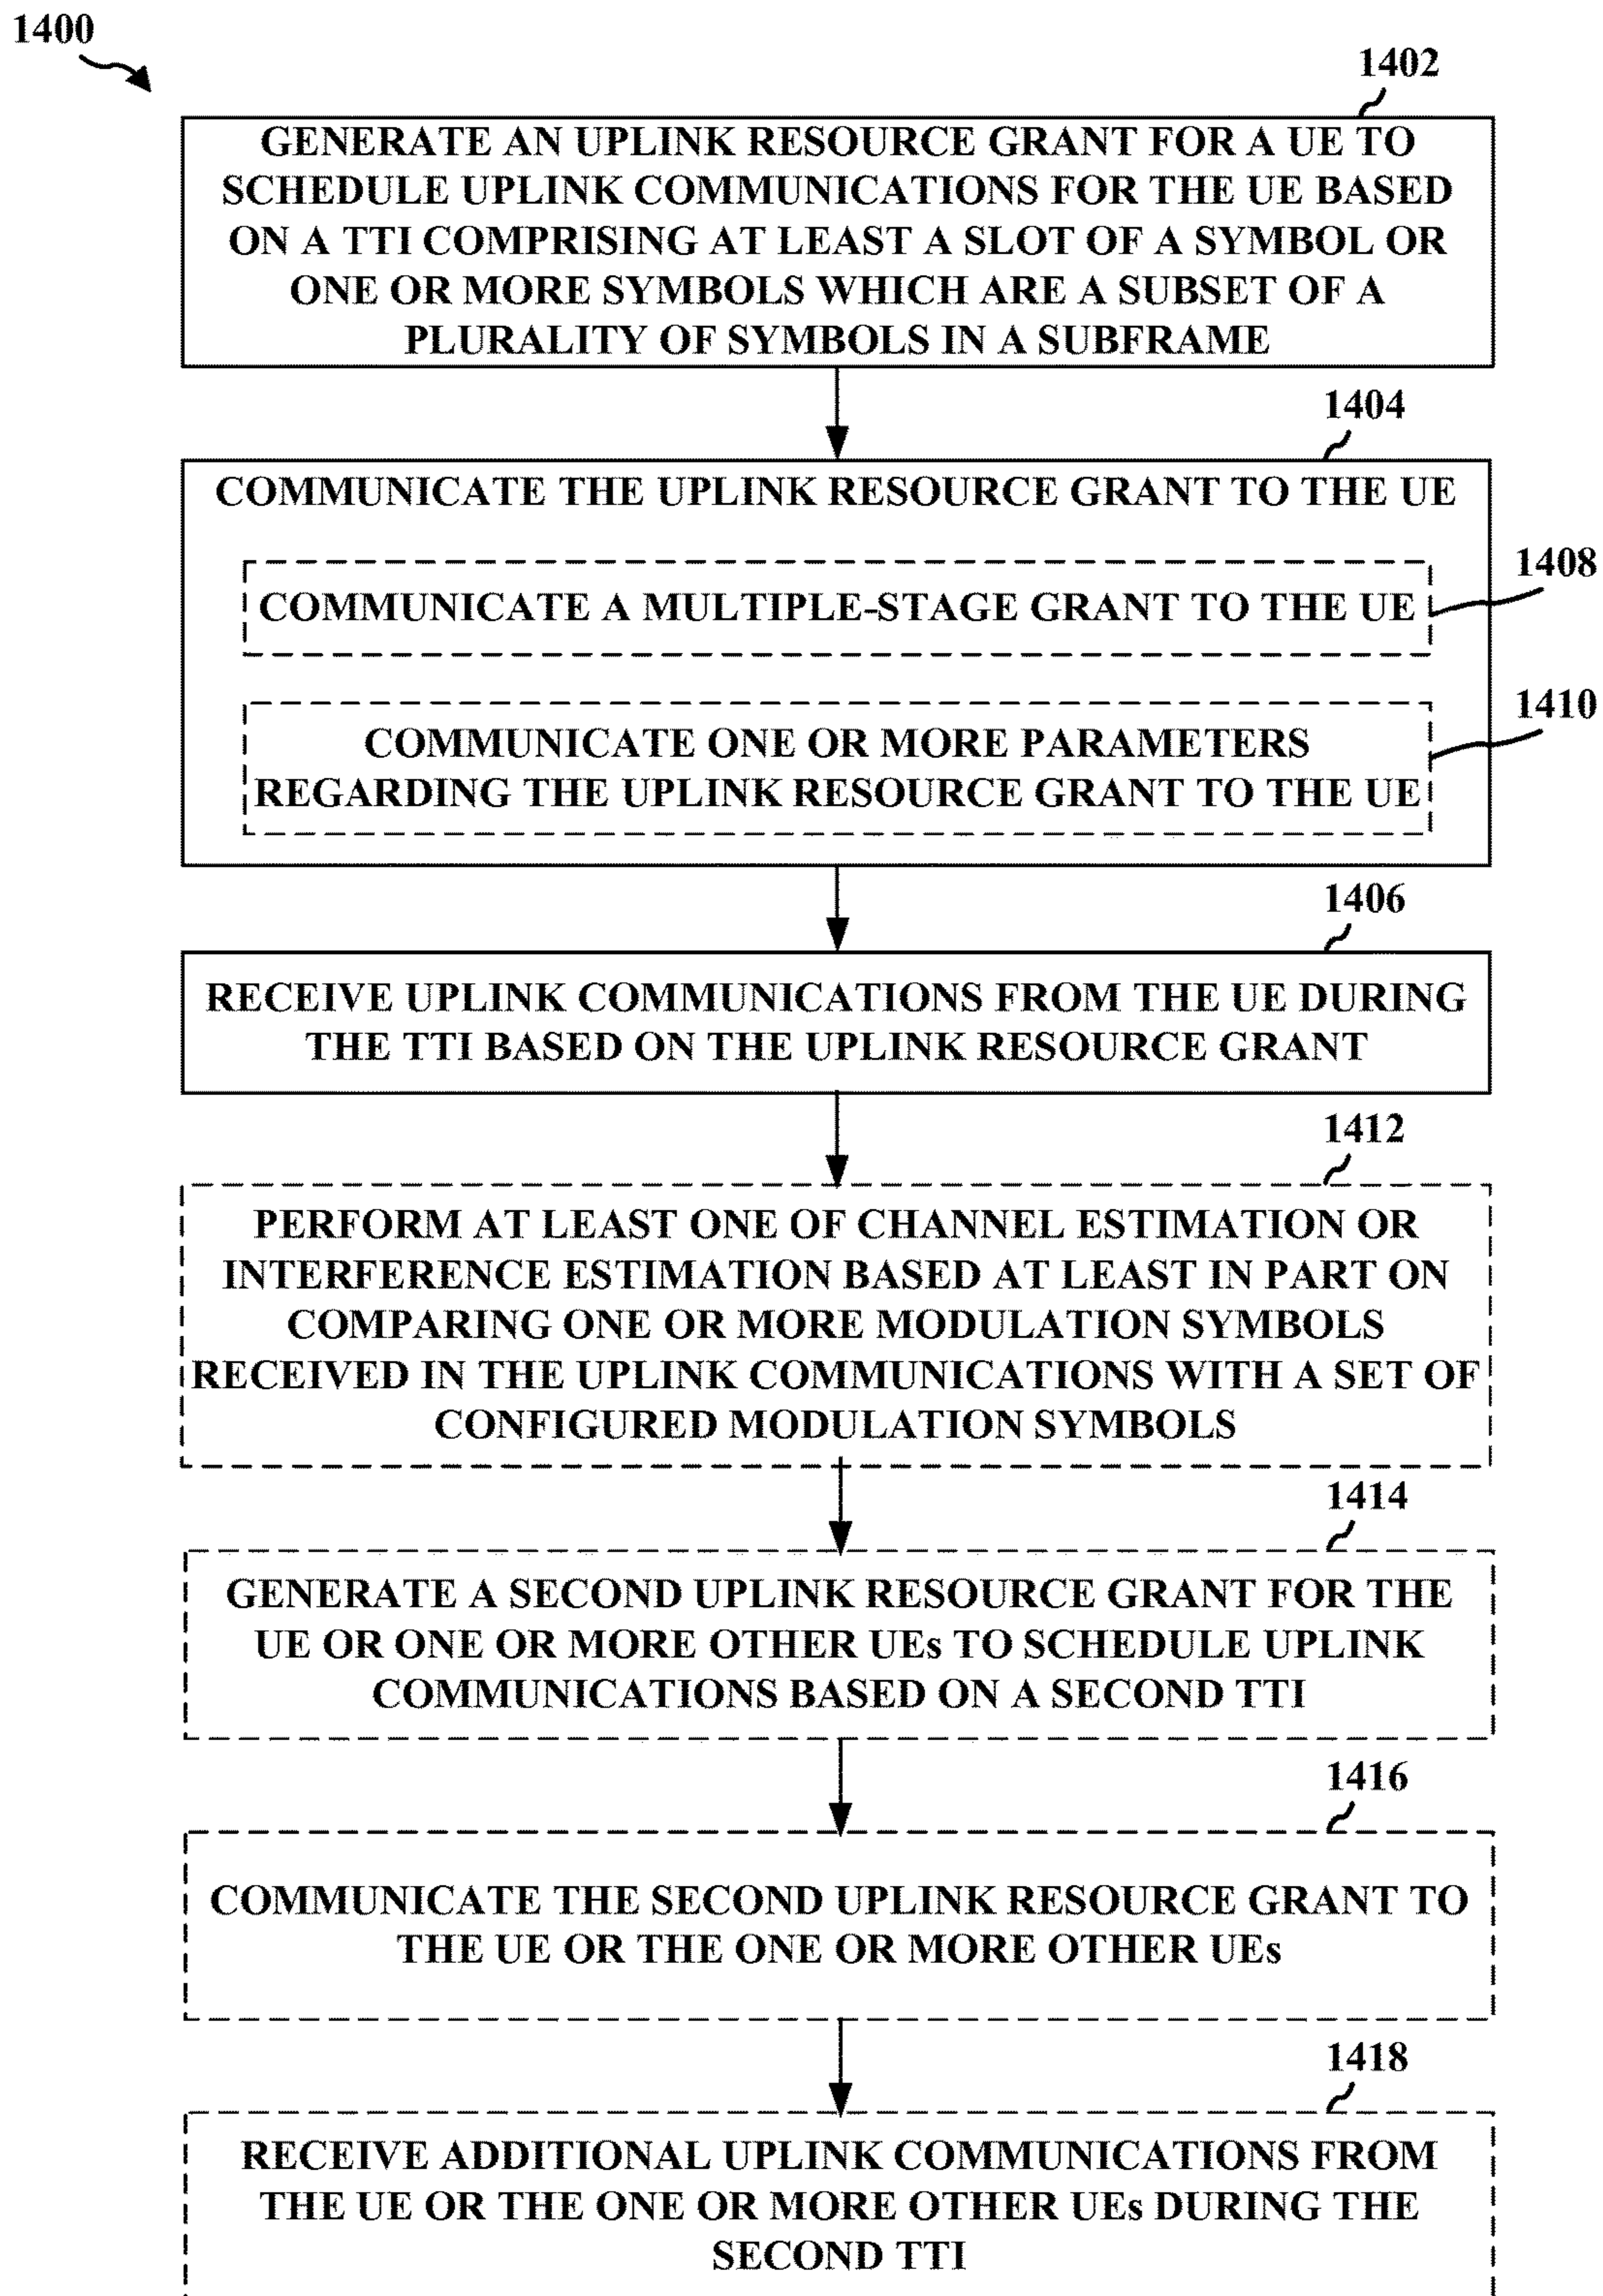 1400
1402
GENERATE AN UPLINK RESOURCE GRANT FOR A UE TO
SCHEDULE UPLINK COMMUNICATIONS FOR THE UE BASED
ON A TTI COMPRISING AT LEAST A SLOT OF A SYMBOL OR
ONE OR MORE SYMBOLS WHICH ARE A SUBSET OF A
PLURALITY OF SYMBOLS IN A SUBFRAME
1404
COMMUNICATE THE UPLINK RESOURCE GRANT TO THE UE
1408
COMMUNICATE A MULTIPLE-STAGE GRANT TO THE UE
1410
COMMUNICATE ONE OR MORE PARAMETERS
REGARDING THE UPLINK RESOURCE GRANT TO THE UE
1406
RECEIVE UPLINK COMMUNICATIONS FROM THE UE DURING
THE TTI BASED ON THE UPLINK RESOURCE GRANT
1412
PERFORM AT LEAST ONE OF CHANNEL ESTIMATION OR
INTERFERENCE ESTIMATION BASED AT LEAST IN PART ON
COMPARING ONE OR MORE MODULATION SYMBOLS
RECEIVED IN THE UPLINK COMMUNICATIONS WITH A SET OF
CONFIGURED MODULATION SYMBOLS
1414
GENERATE A SECOND UPLINK RESOURCE GRANT FOR THE
UE OR ONE OR MORE OTHER UEs TO SCHEDULE UPLINK
COMMUNICATIONS BASED ON A SECOND TTI
1416
COMMUNICATE THE SECOND UPLINK RESOURCE GRANT TO
THE UE OR THE ONE OR MORE OTHER UEs
1418
RECEIVE ADDITIONAL UPLINK COMMUNICATIONS FROM
THE UE OR THE ONE OR MORE OTHER UEs DURING THE
SECOND TTI